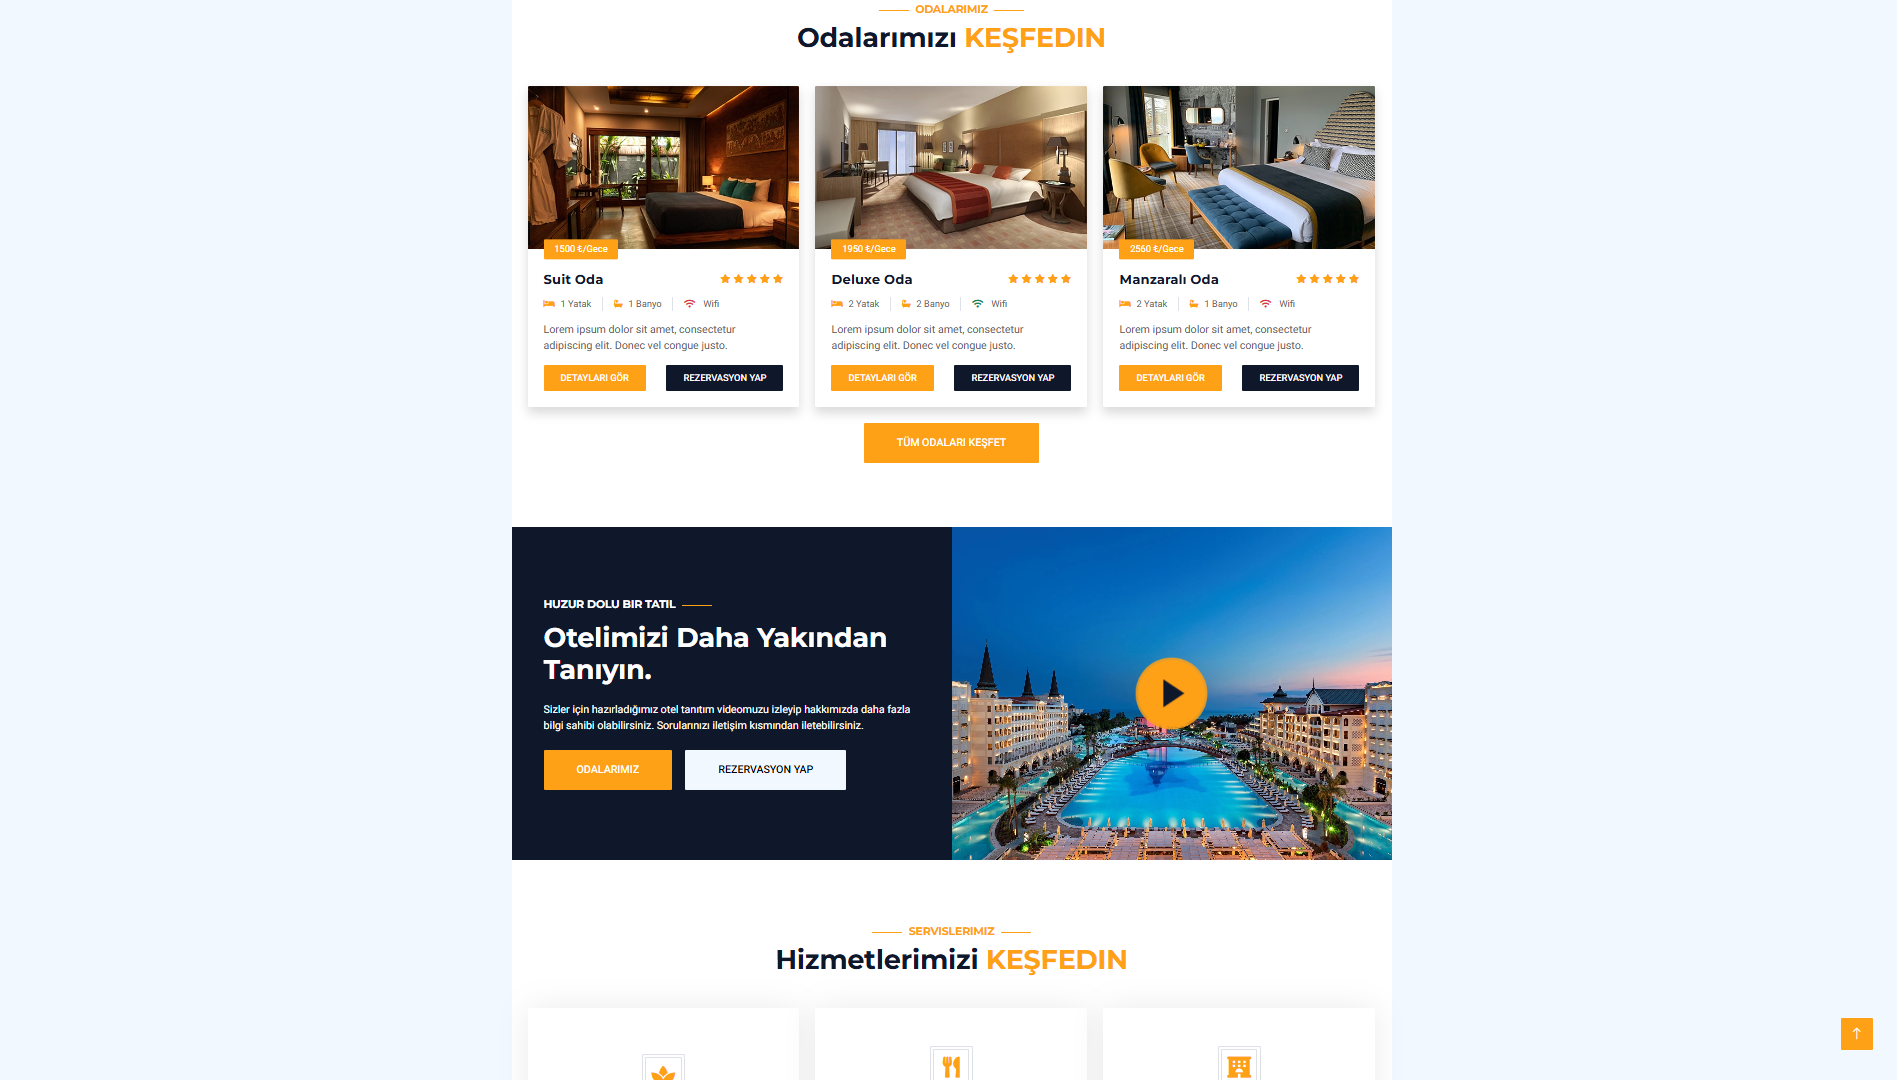 ODALARIMIZ
Odalarımızı KEŞFEDIN
1500 ₺/Gece
1950 ₺/Gece
2560 ₺/Gece
Suit Oda
Deluxe Oda
Manzaralı Oda
1 Yatak 1 Banyo Wifi
2 Yatak 2 Banyo Wifi
2 Yatak 1 Banyo Wifi
Lorem ipsum dolor sit amet, consectetur
adipiscing elit. Donec vel congue justo.
Lorem ipsum dolor sit amet, consectetur
adipiscing elit. Donec vel congue justo.
Lorem ipsum dolor sit amet, consectetur
adipiscing elit. Donec vel congue justo.
DETAYLARI GÖR REZERVASYON YAP
DETAYLARI GÖR REZERVASYON YAP
DETAYLARI GÖR REZERVASYON YAP
TÜM ODALARI KEŞFET
HUZUR DOLU BIR TATIL
Otelimizi Daha Yakından
Tanıyın.
Sizler için hazırladığımız otel tanıtım videomuzu izleyip hakkımızda daha fazla
bilgi sahibi olabilirsiniz. Sorularınızı iletişim kısmından iletebilirsiniz.
ODALARIMIZ
REZERVASYON YAP
SERVISLERIMIZ
Hizmetlerimizi KEŞFEDIN